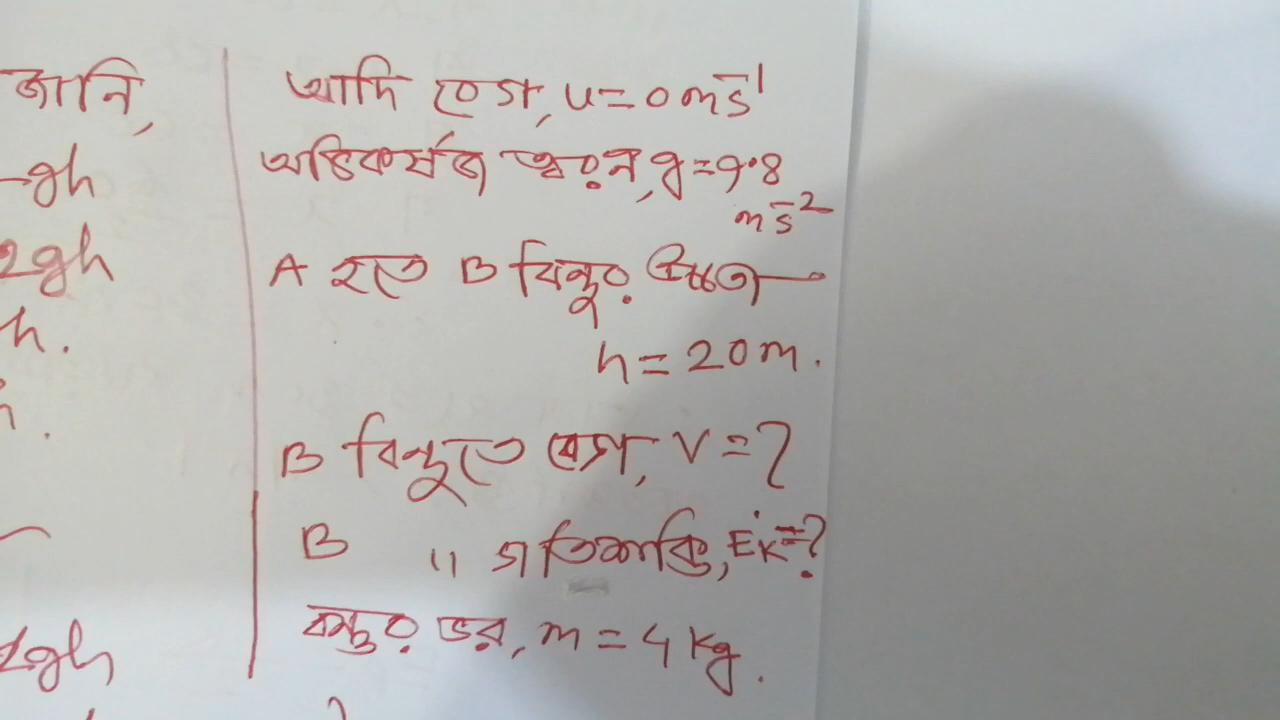 জানি,
-gh
2gh
h.
আদি বেগ, u = 0 ms⁻¹
অভিকর্ষজ ত্বরন, g = 9.8
ms⁻²
A হতে B বিন্দুর উচ্চতা
h = 20 m.
B বিন্দুতে বেগ, V = ?
B " গতিশক্তি, EK = ?
বস্তুর ভর, m = 4 Kg.
2gh